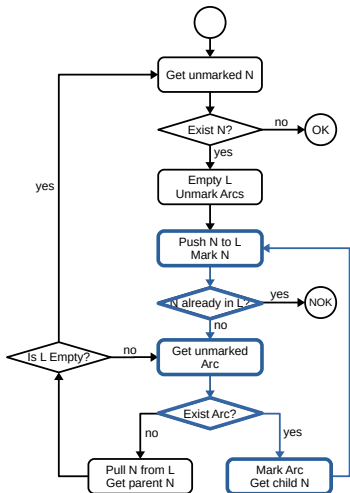 Get unmarked N
Exist N?
no
OK
yes
Empty L
Unmark Arcs
yes
Push N to L
Mark N
N already in L?
yes
NOK
no
Is L Empty?
no
Get unmarked
Arc
Exist Arc?
no
yes
Pull N from L
Get parent N
Mark Arc
Get child N